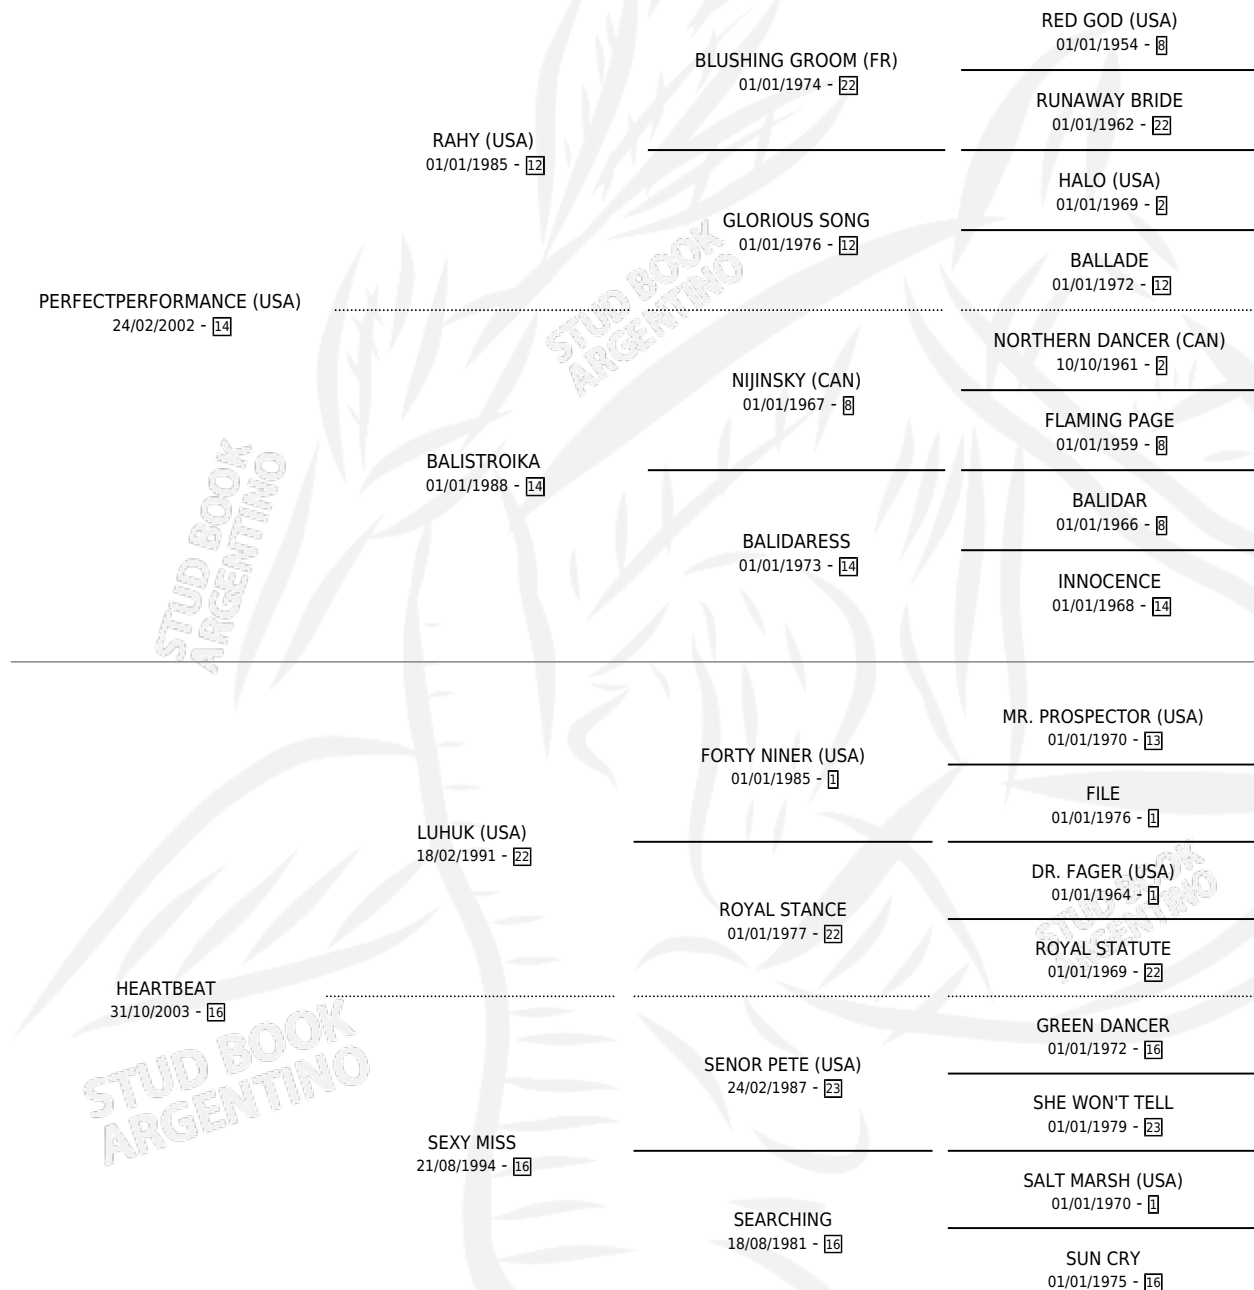 RED GOD (USA)
01/01/1954 - 8
BLUSHING GROOM (FR)
01/01/1974 - 22
RUNAWAY BRIDE
01/01/1962 - 22
RAHY (USA)
01/01/1985 - 12
HALO (USA)
01/01/1969 - 2
GLORIOUS SONG
01/01/1976 - 12
BALLADE
01/01/1972 - 12
PERFECTPERFORMANCE (USA)
24/02/2002 - 14
NORTHERN DANCER (CAN)
10/10/1961 - 2
NIJINSKY (CAN)
01/01/1967 - 8
FLAMING PAGE
01/01/1959 - 8
BALISTROIKA
01/01/1988 - 14
BALIDAR
01/01/1966 - 8
BALIDARESS
01/01/1973 - 14
INNOCENCE
01/01/1968 - 14
STUD BOOK
ARGENTINO
STUD BOOK
ARGENTINO
MR. PROSPECTOR (USA)
01/01/1970 - 13
FORTY NINER (USA)
01/01/1985 - 1
FILE
01/01/1976 - 1
LUHUK (USA)
18/02/1991 - 22
DR. FAGER (USA)
01/01/1964 - 1
ROYAL STANCE
01/01/1977 - 22
ROYAL STATUTE
01/01/1969 - 22
STUD BOOK
ARGENTINO
HEARTBEAT
31/10/2003 - 16
GREEN DANCER
01/01/1972 - 16
SENOR PETE (USA)
24/02/1987 - 23
SHE WON'T TELL
01/01/1979 - 23
SEXY MISS
21/08/1994 - 16
SALT MARSH (USA)
01/01/1970 - 1
SEARCHING
18/08/1981 - 16
SUN CRY
01/01/1975 - 16
STUD BOOK
ARGENTINO